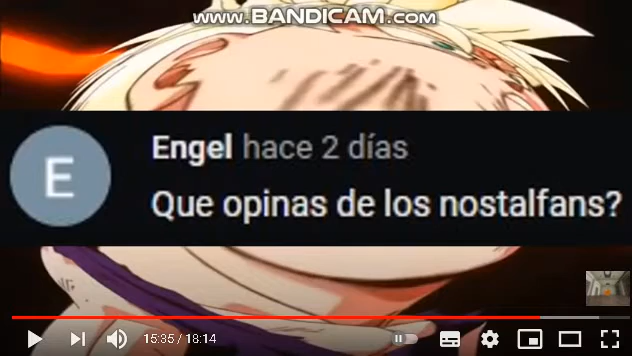 www.BANDICAM.com
E
Engel hace 2 días
Que opinas de los nostalfans?
15:35 / 18:14